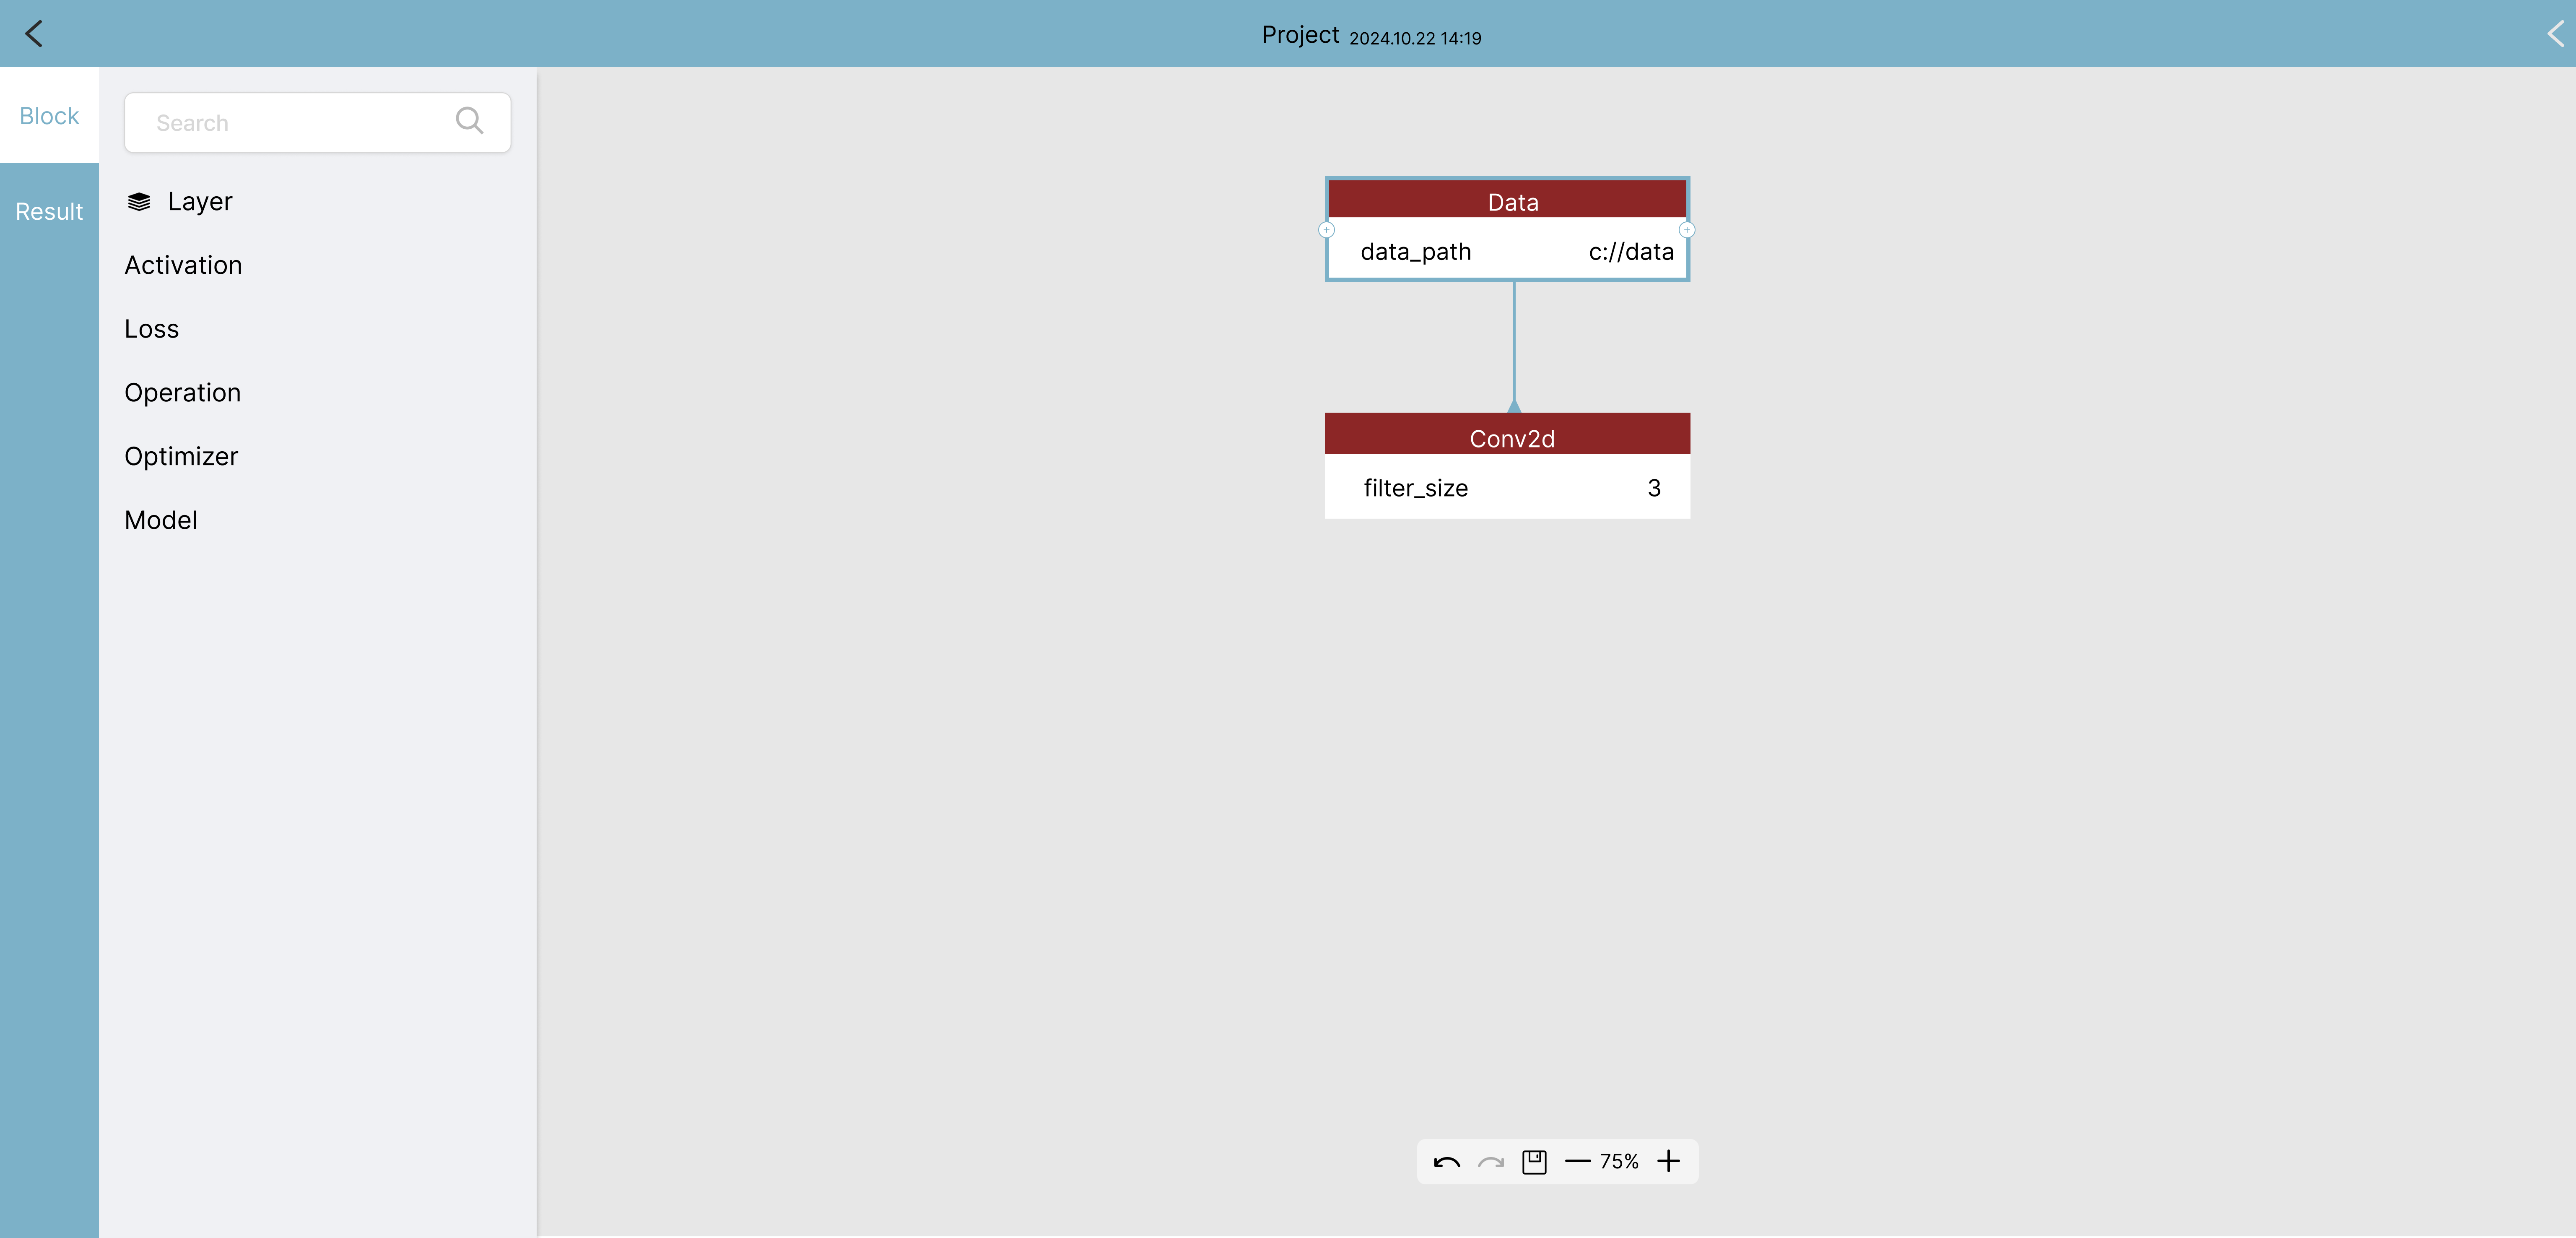 Project 2024.10.22 14:19
Block
Result
Search
Layer
Activation
Loss
Operation
Optimizer
Model
Data
data_path c://data
Conv2d
filter_size 3
75%